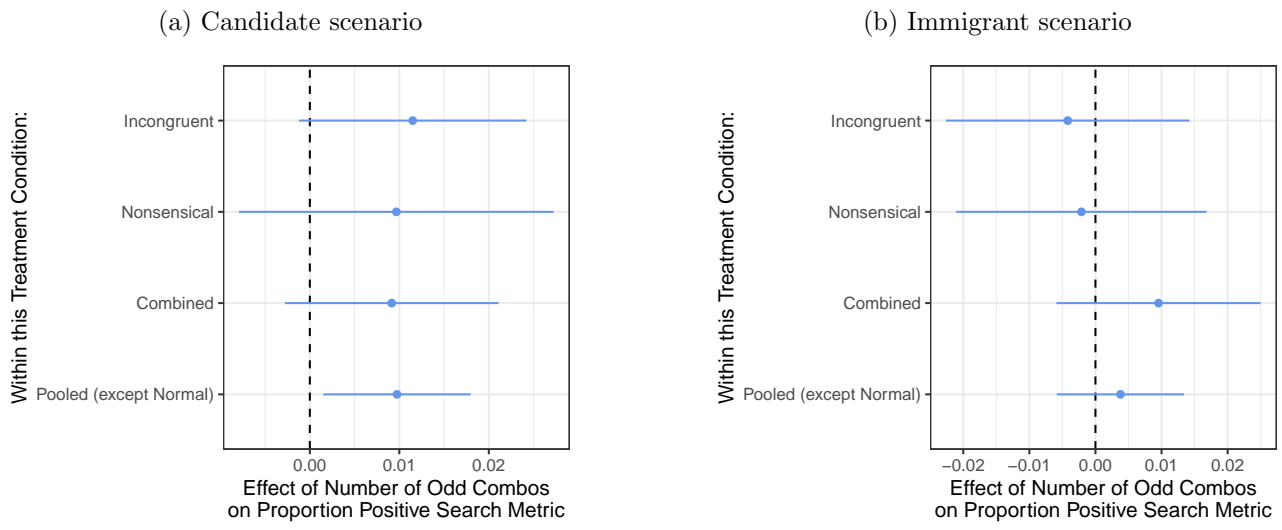 (a) Candidate scenario
Within this Treatment Condition:
Incongruent
Nonsensical
Combined
Pooled (except Normal)
0.00 0.01 0.02
Effect of Number of Odd Combos
on Proportion Positive Search Metric
(b) Immigrant scenario
Within this Treatment Condition:
Incongruent
Nonsensical
Combined
Pooled (except Normal)
−0.02 −0.01 0.00 0.01 0.02
Effect of Number of Odd Combos
on Proportion Positive Search Metric